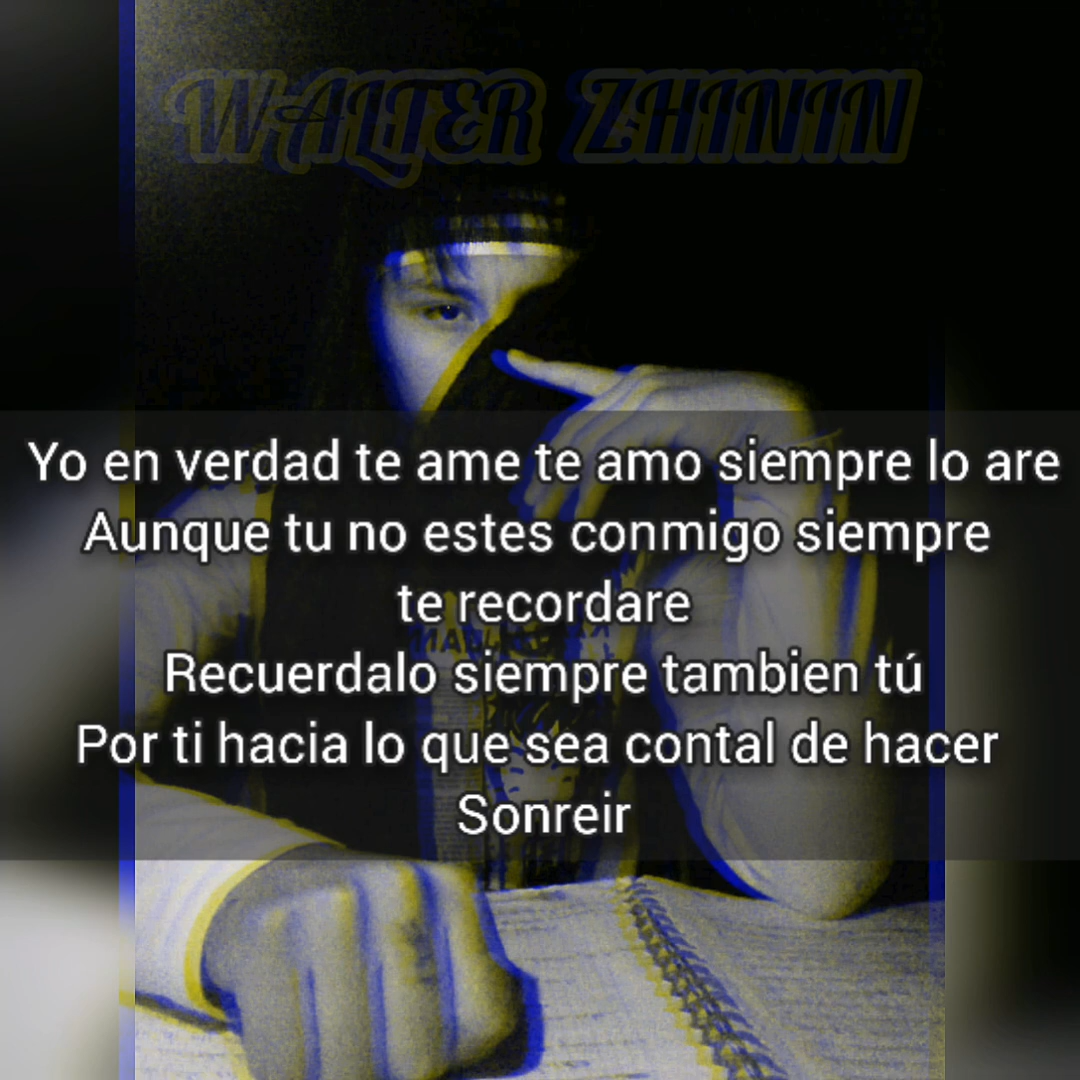 WALTER ZHININ
Yo en verdad te ame te amo siempre lo are
Aunque tu no estes conmigo siempre
te recordare
Recuerdalo siempre tambien tú
Por ti hacia lo que sea contal de hacer
Sonreir